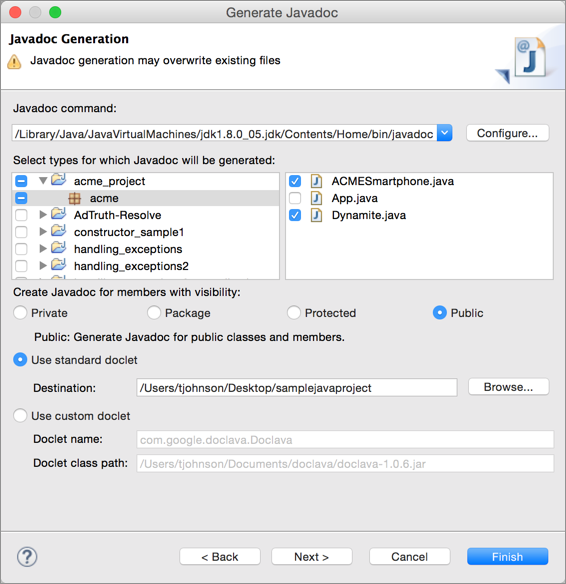 Generate Javadoc
Javadoc Generation
Javadoc generation may overwrite existing files
@
J
Javadoc command:
/Library/Java/JavaVirtualMachines/jdk1.8.0_05.jdk/Contents/Home/bin/javadoc
Configure...
Select types for which Javadoc will be generated:
acme_project
acme
AdTruth-Resolve
constructor_sample1
handling_exceptions
handling_exceptions2
J ACMESmartphone.java
J App.java
J Dynamite.java
Create Javadoc for members with visibility:
Private Package Protected Public
Public: Generate Javadoc for public classes and members.
Use standard doclet
Destination: /Users/tjohnson/Desktop/samplejavaproject Browse...
Use custom doclet
Doclet name: com.google.doclava.Doclava
Doclet class path: /Users/tjohnson/Documents/doclava/doclava-1.0.6.jar
? < Back Next > Cancel Finish